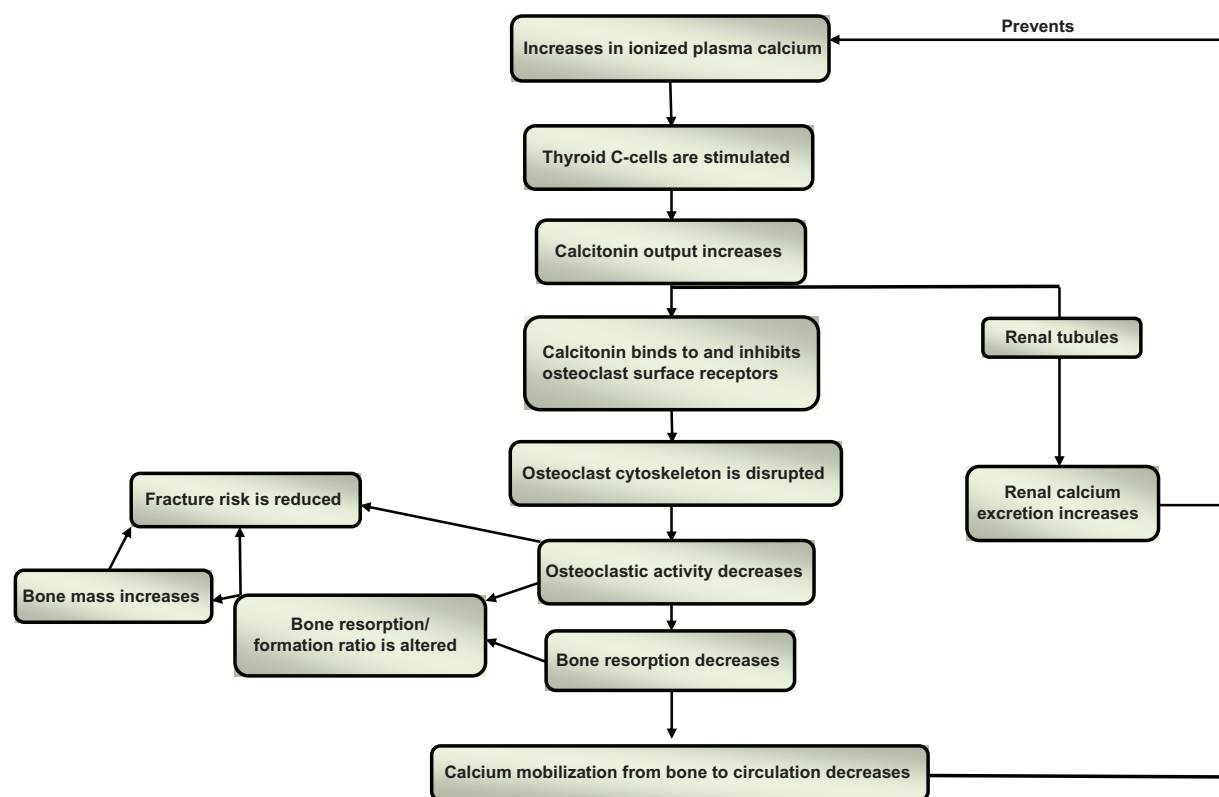 Prevents
Increases in ionized plasma calcium
Thyroid C-cells are stimulated
Calcitonin output increases
Calcitonin binds to and inhibits
osteoclast surface receptors
Renal tubules
Osteoclast cytoskeleton is disrupted
Fracture risk is reduced
Renal calcium
excretion increases
Osteoclastic activity decreases
Bone mass increases
Bone resorption/
formation ratio is altered
Bone resorption decreases
Calcium mobilization from bone to circulation decreases